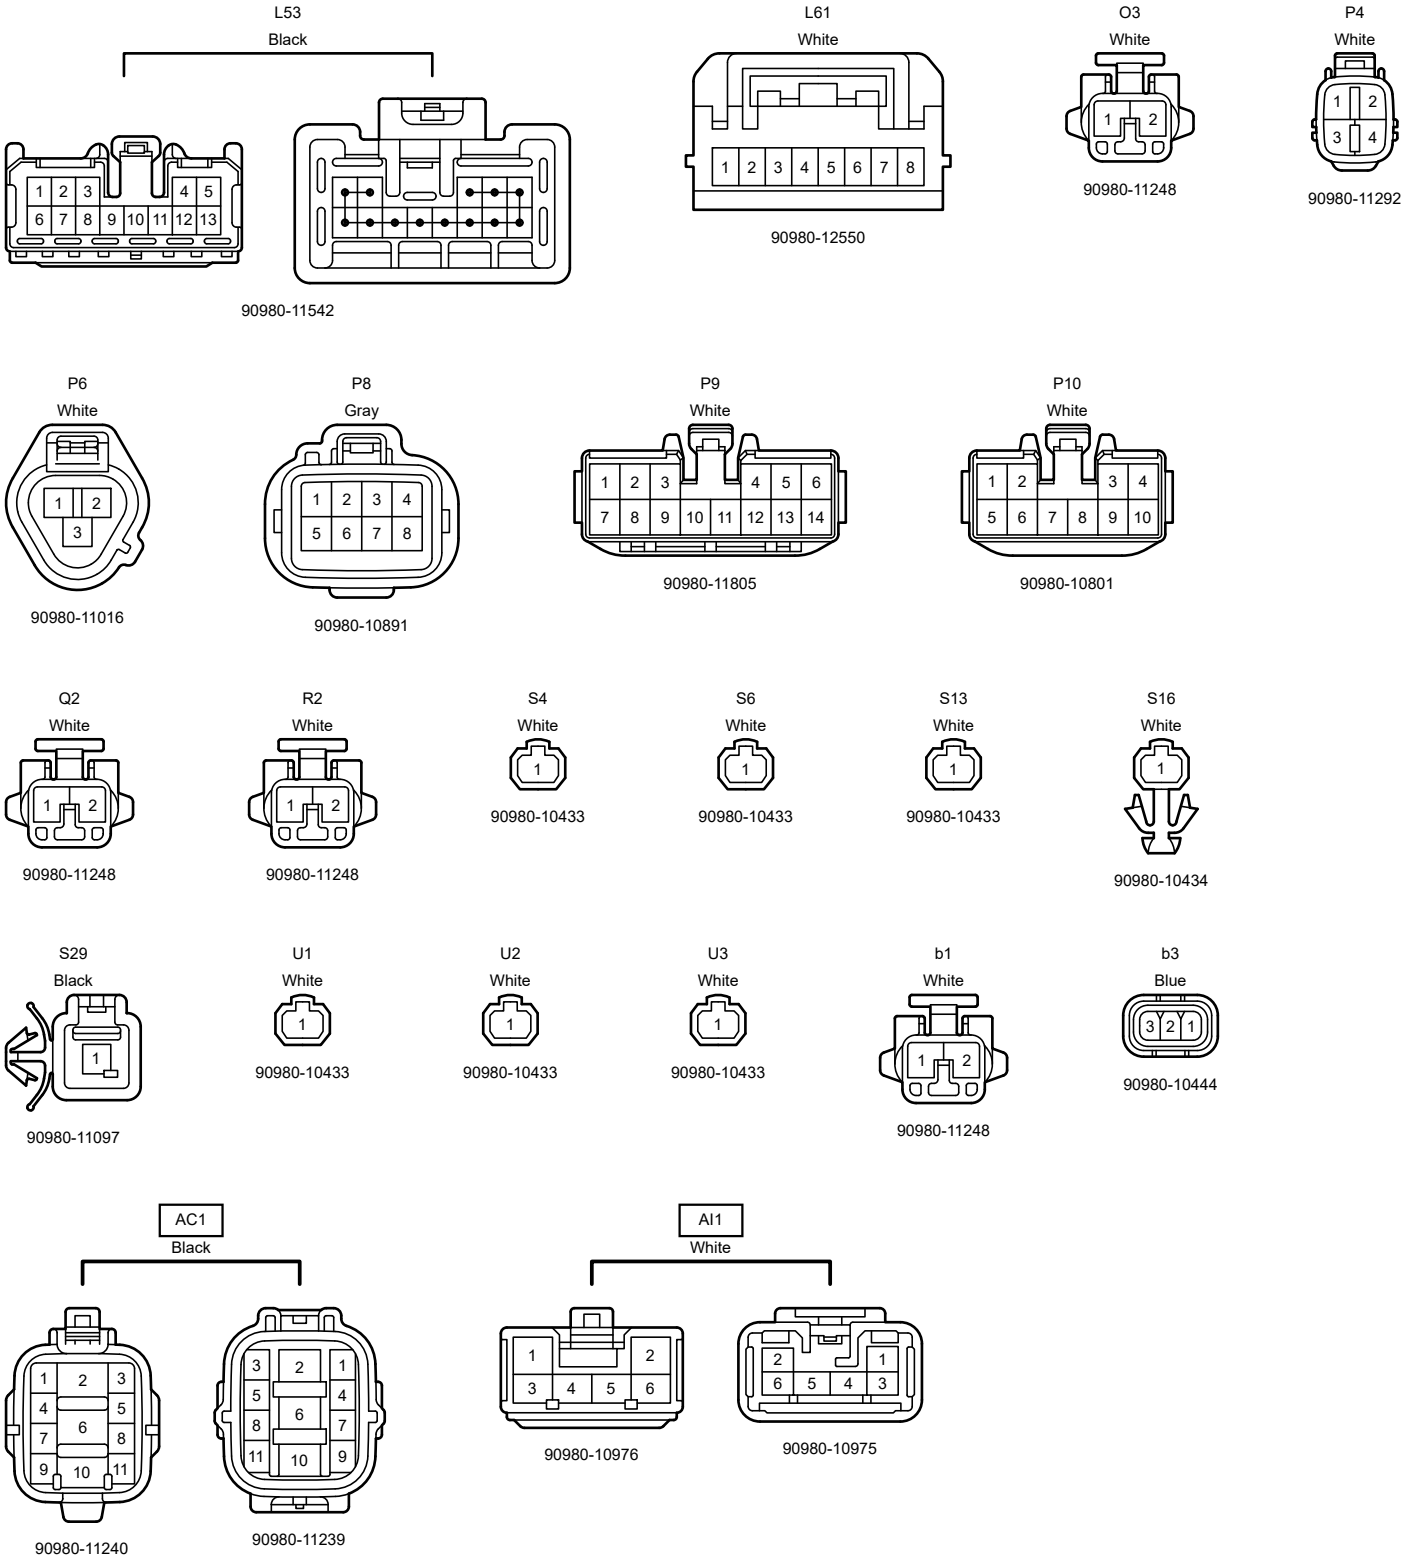 L53
Black
L61
White
O3
White
P4
White
1 2 3 4 5
6 7 8 9 10 11 12 13
1 2 3 4 5 6 7 8
1 2
1 2
3 4
90980-11542
90980-12550
90980-11248
90980-11292
P6
White
P8
Gray
P9
White
P10
White
1 2
3
1 2 3 4
5 6 7 8
1 2 3 4 5 6
7 8 9 10 11 12 13 14
1 2 3 4
5 6 7 8 9 10
90980-11016
90980-10891
90980-11805
90980-10801
Q2
White
R2
White
S4
White
S6
White
S13
White
S16
White
1 2
1 2
1
1
1
1
90980-11248
90980-11248
90980-10433
90980-10433
90980-10433
90980-10434
S29
Black
U1
White
U2
White
U3
White
b1
White
b3
Blue
1
1
1
1
1 2
3 2 1
90980-11097
90980-10433
90980-10433
90980-10433
90980-11248
90980-10444
AC1
Black
AI1
White
1 2 3
4 5
6
7 8
9 10 11
3 2 1
5 4
6
8 7
11 10 9
1 2
3 4 5 6
2 1
6 5 4 3
90980-11240
90980-11239
90980-10976
90980-10975